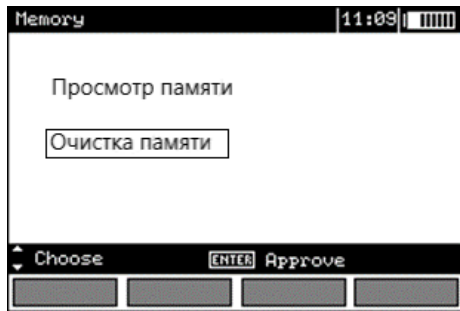 Memory 11:09
Просмотр памяти
Очистка памяти
Choose ENTER Approve